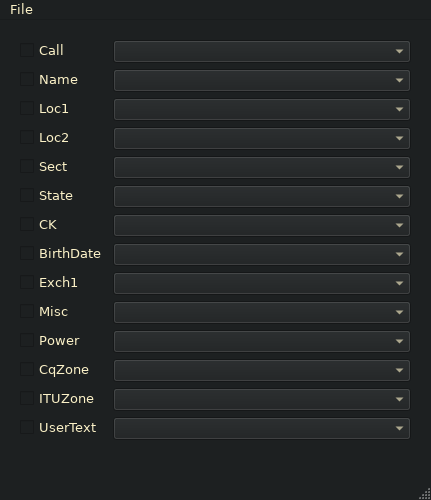 File
Call
Name
Loc1
Loc2
Sect
State
CK
BirthDate
Exch1
Misc
Power
CqZone
ITUZone
UserText